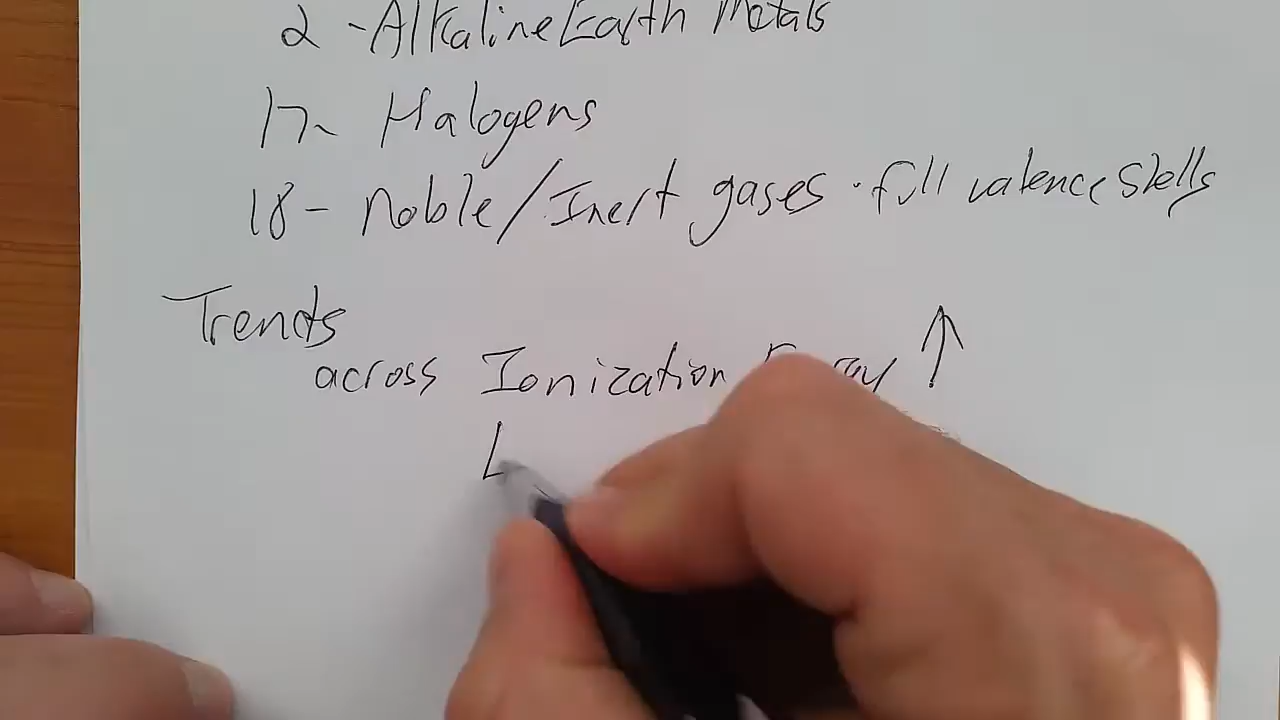 2 - Alkaline Earth Metals
17- Halogens
18 - Noble/Inert gases · full valence shells
Trends
across Ionization ↑